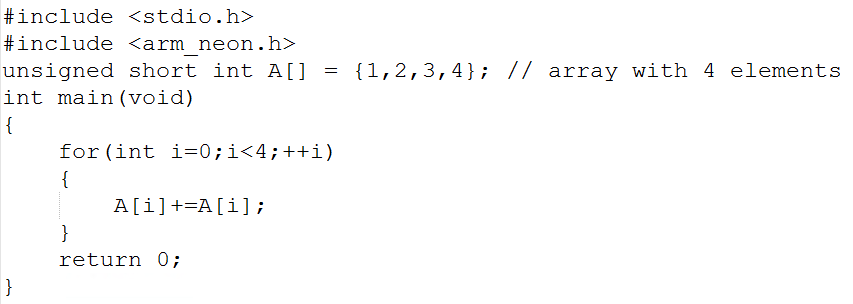 #include <stdio.h>
#include <arm_neon.h>
unsigned short int A[] = {1,2,3,4}; // array with 4 elements
int main(void)
{
    for(int i=0;i<4;++i)
    {
        A[i]+=A[i];
    }
    return 0;
}